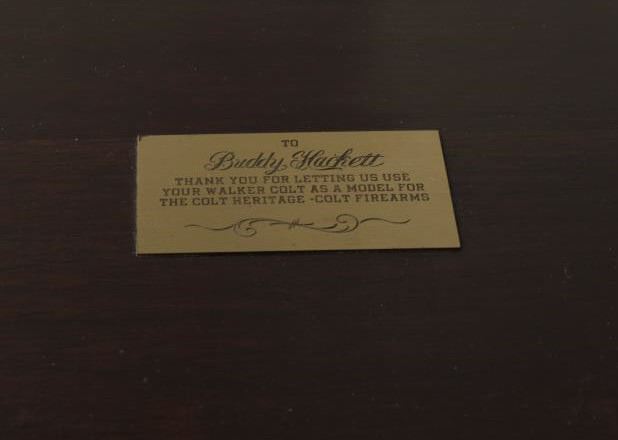 TO
Buddy Hackett
THANK YOU FOR LETTING US USE
YOUR WALKER COLT AS A MODEL FOR
THE COLT HERITAGE -COLT FIREARMS